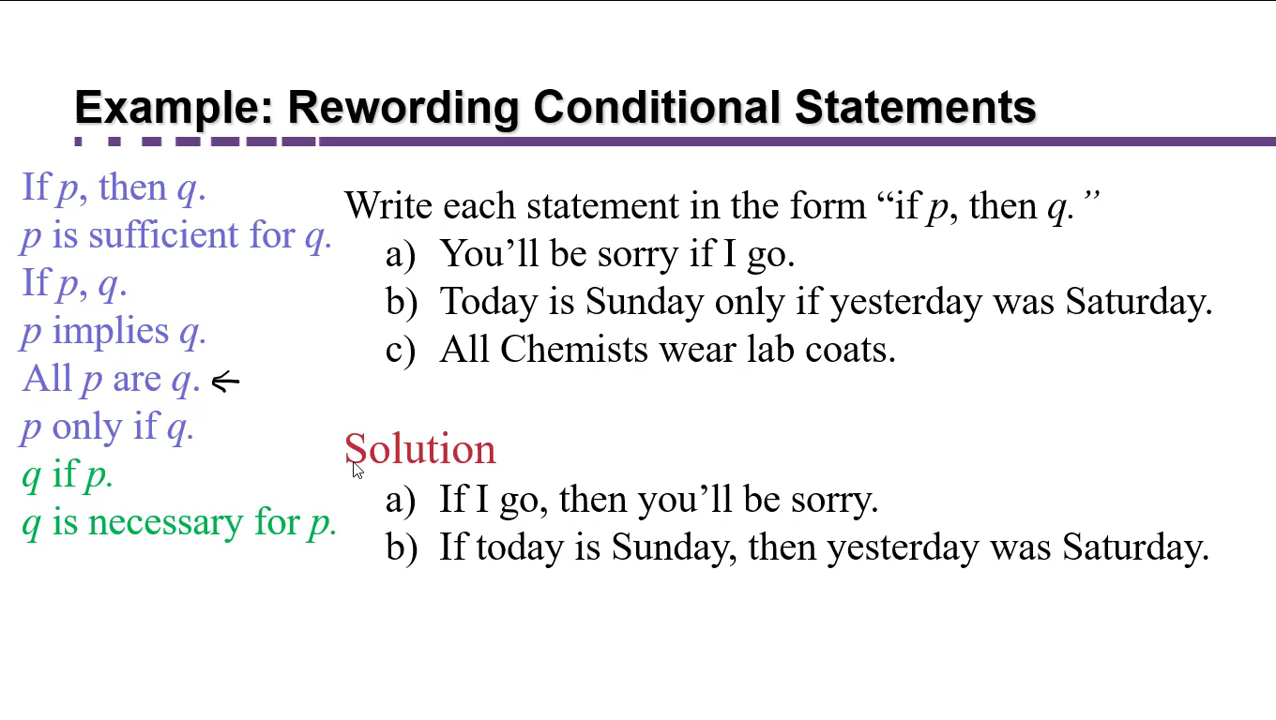 Example: Rewording Conditional Statements
If p, then q.
p is sufficient for q.
If p, q.
p implies q.
All p are q.
p only if q.
q if p.
q is necessary for p.
Write each statement in the form “if p, then q.”
a) You’ll be sorry if I go.
b) Today is Sunday only if yesterday was Saturday.
c) All Chemists wear lab coats.
Solution
a) If I go, then you’ll be sorry.
b) If today is Sunday, then yesterday was Saturday.